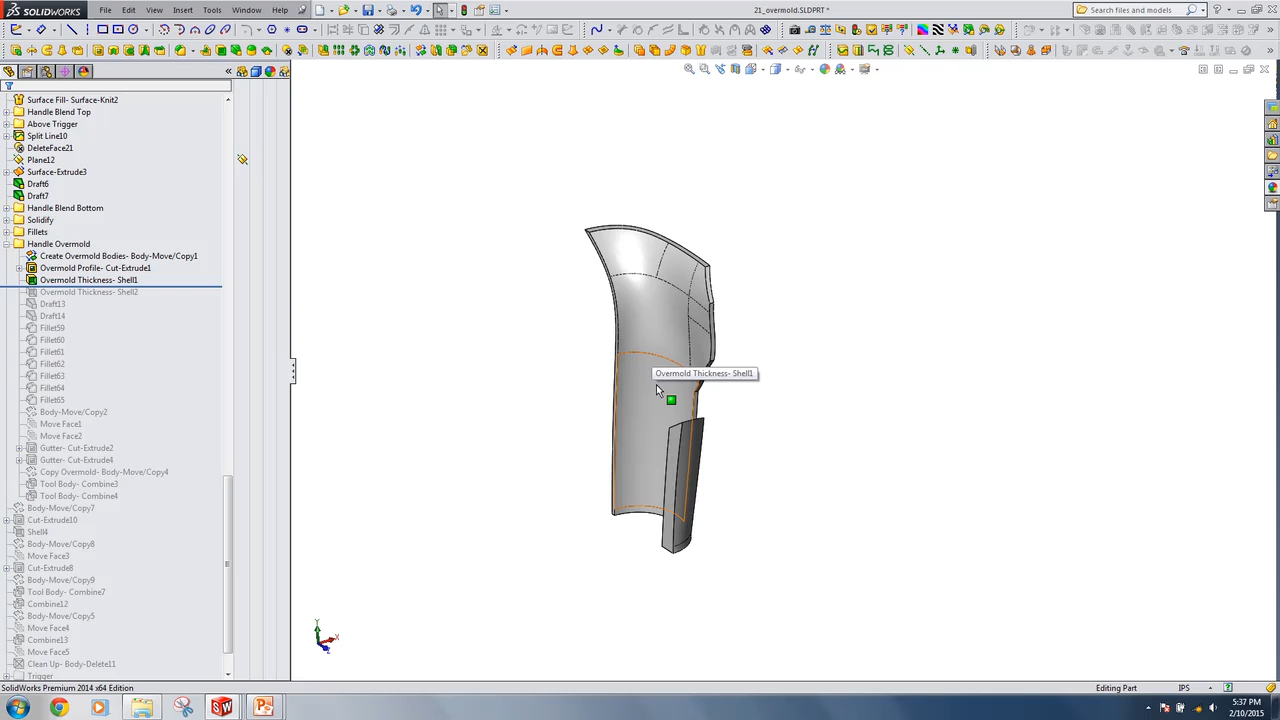 SOLIDWORKS
File
Edit
View
Insert
Tools
Window
Help
21_overmold.SLDPRT *
Search files and models
Surface Fill- Surface-Knit2
Handle Blend Top
Above Trigger
Split Line10
DeleteFace21
Plane12
Surface-Extrude3
Draft6
Draft7
Handle Blend Bottom
Solidify
Fillets
Handle Overmold
Create Overmold Bodies- Body-Move/Copy1
Overmold Profile- Cut-Extrude1
Overmold Thickness- Shell1
Overmold Thickness- Shell2
Draft13
Draft14
Fillet59
Fillet60
Fillet61
Fillet62
Fillet63
Fillet64
Fillet65
Body-Move/Copy2
Move Face1
Move Face2
Gutter- Cut-Extrude2
Gutter- Cut-Extrude4
Copy Overmold- Body-Move/Copy4
Tool Body- Combine3
Tool Body- Combine4
Body-Move/Copy7
Cut-Extrude10
Shell4
Body-Move/Copy8
Move Face3
Cut-Extrude8
Body-Move/Copy9
Tool Body- Combine7
Combine12
Body-Move/Copy5
Move Face4
Combine13
Move Face5
Clean Up- Body-Delete11
Trigger
Overmold Thickness- Shell1
Y
X
Z
SolidWorks Premium 2014 x64 Edition
Editing Part
IPS
5:37 PM
2/10/2015